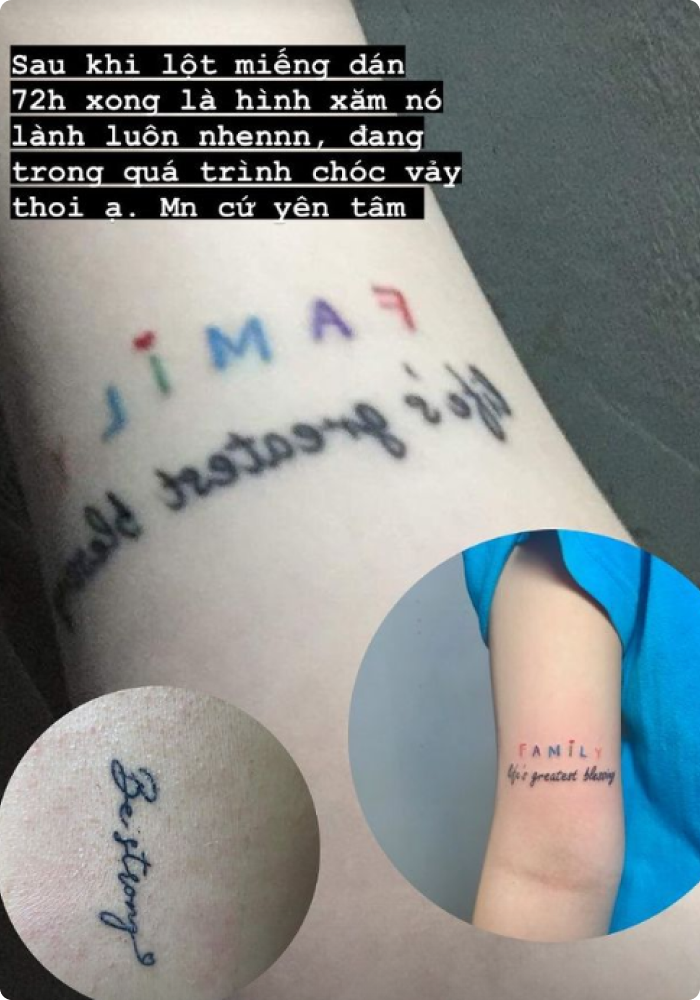 Sau khi lột miếng dán
72h xong là hình xăm nó
lành luôn nhennn, đang
trong quá trình chóc vảy
thoi ạ. Mn cứ yên tâm
FAMiL
life's greatest blessing
FAMiLY
life's greatest blessing
Be strong